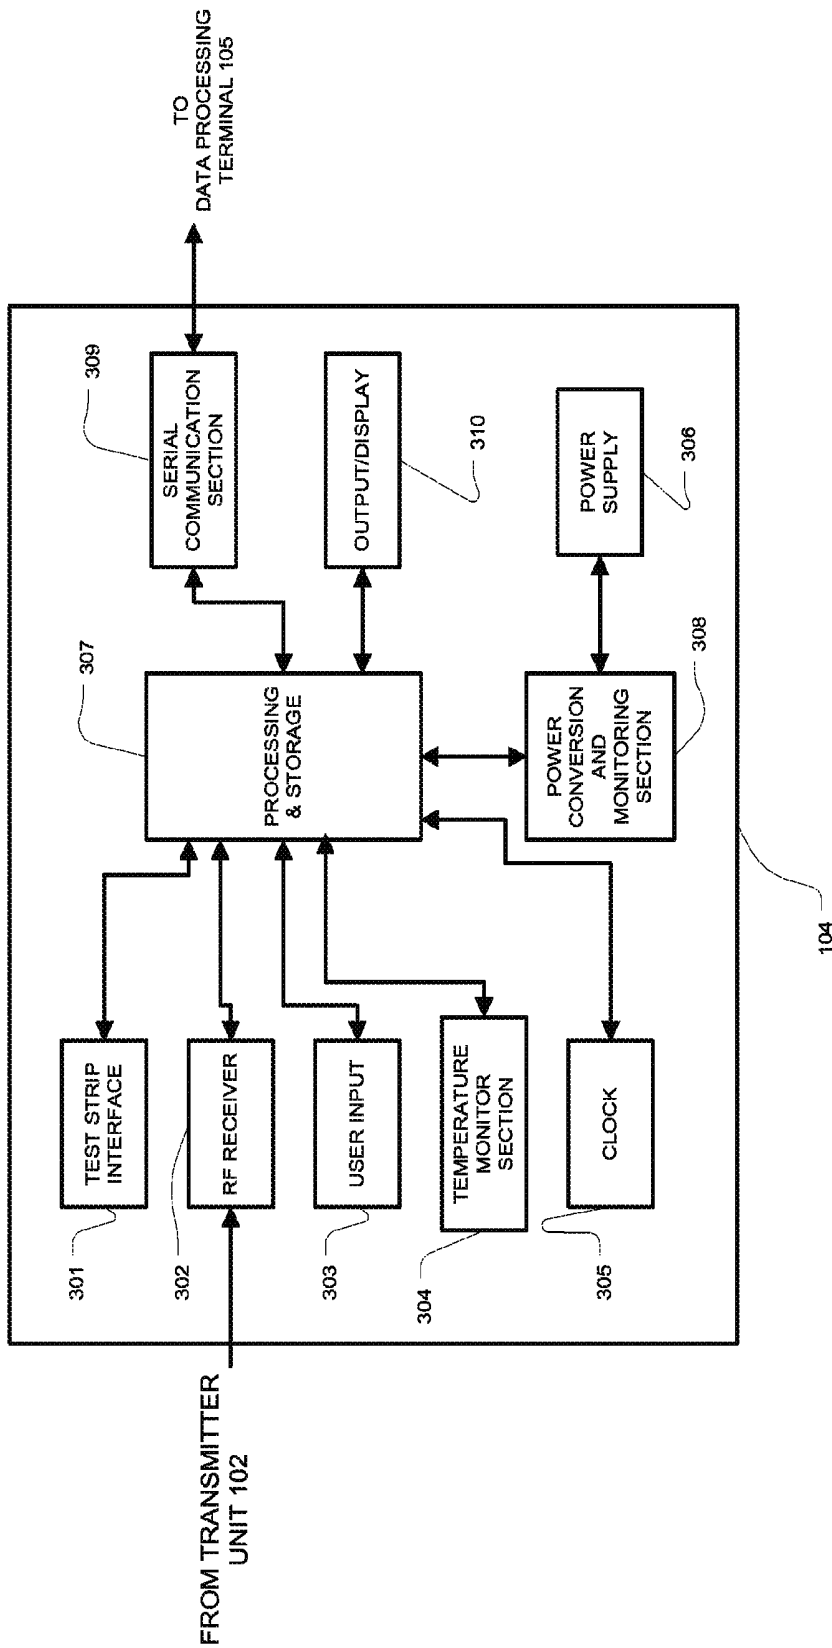 FROM TRANSMITTER
UNIT 102
301
TEST STRIP
INTERFACE
302
RF RECEIVER
303
USER INPUT
304
TEMPERATURE
MONITOR
SECTION
305
CLOCK
307
PROCESSING
& STORAGE
309
SERIAL
COMMUNICATION
SECTION
TO
DATA PROCESSING
TERMINAL 105
OUTPUT/DISPLAY
310
POWER
CONVERSION
AND
MONITORING
SECTION
308
POWER
SUPPLY
306
104